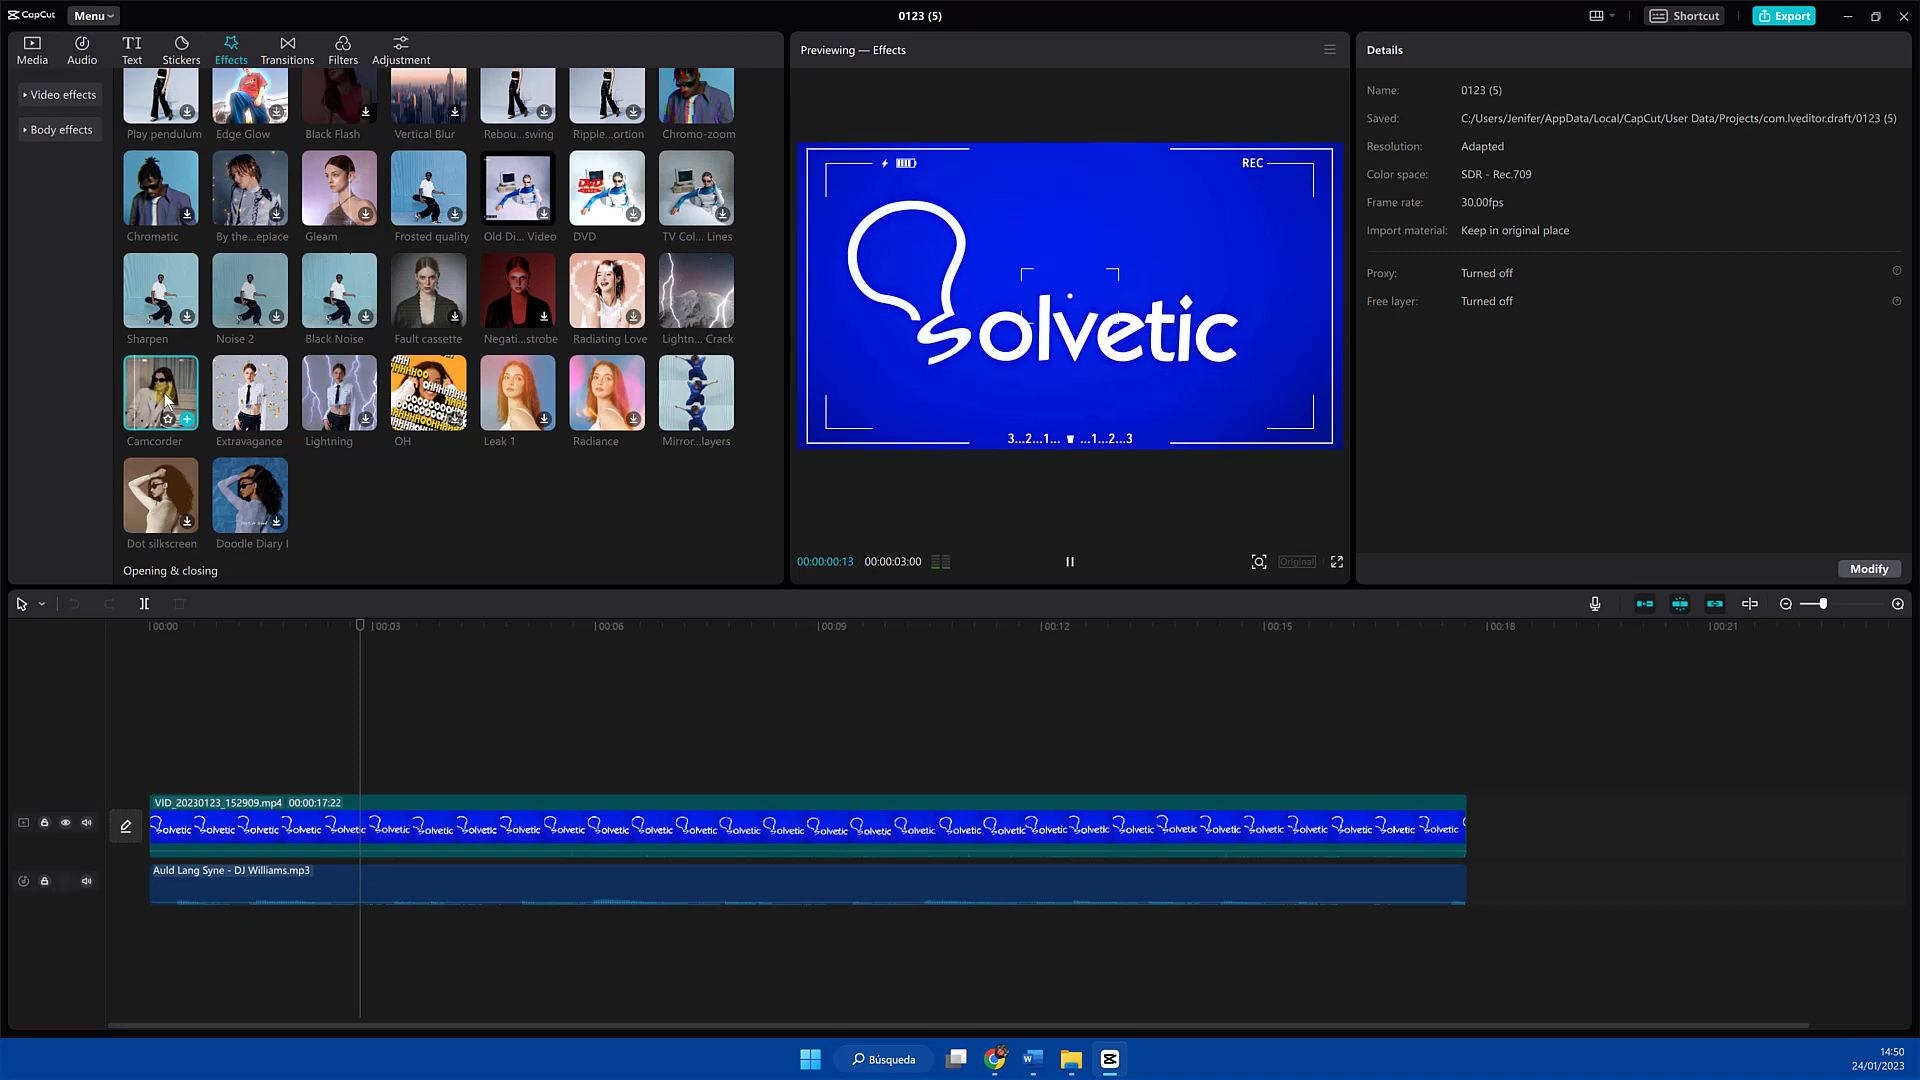 CapCut
Menu
0123 (5)
Shortcut
Export
Media
Audio
TI
Text
Stickers
Effects
Transitions
Filters
Adjustment
Video effects
Body effects
Play pendulum
Edge Glow
Black Flash
Vertical Blur
Rebou...swing
Ripple...ortion
Chromo-zoom
Chromatic
By the...eplace
Gleam
Frosted quality
Old Di... Video
DVD
TV Col... Lines
Sharpen
Noise 2
Black Noise
Fault cassette
Negati...strobe
Radiating Love
Lightn... Crack
Camcorder
Extravagance
Lightning
OH
Leak 1
Radiance
Mirror...layers
Dot silkscreen
Doodle Diary I
Opening & closing
Previewing — Effects
REC
Solvetic
3...2...1... ...1...2...3
00:00:00:13
00:00:03:00
Original
Details
Name: 0123 (5)
Saved: C:/Users/Jenifer/AppData/Local/CapCut/User Data/Projects/com.lveditor.draft/0123 (5)
Resolution: Adapted
Color space: SDR - Rec.709
Frame rate: 30.00fps
Import material: Keep in original place
Proxy: Turned off
Free layer: Turned off
Modify
00:00
00:03
00:06
00:09
00:12
00:15
00:18
00:21
VID_20230123_152909.mp4 00:00:17:22
Auld Lang Syne - DJ Williams.mp3
Búsqueda
14:50
24/01/2023